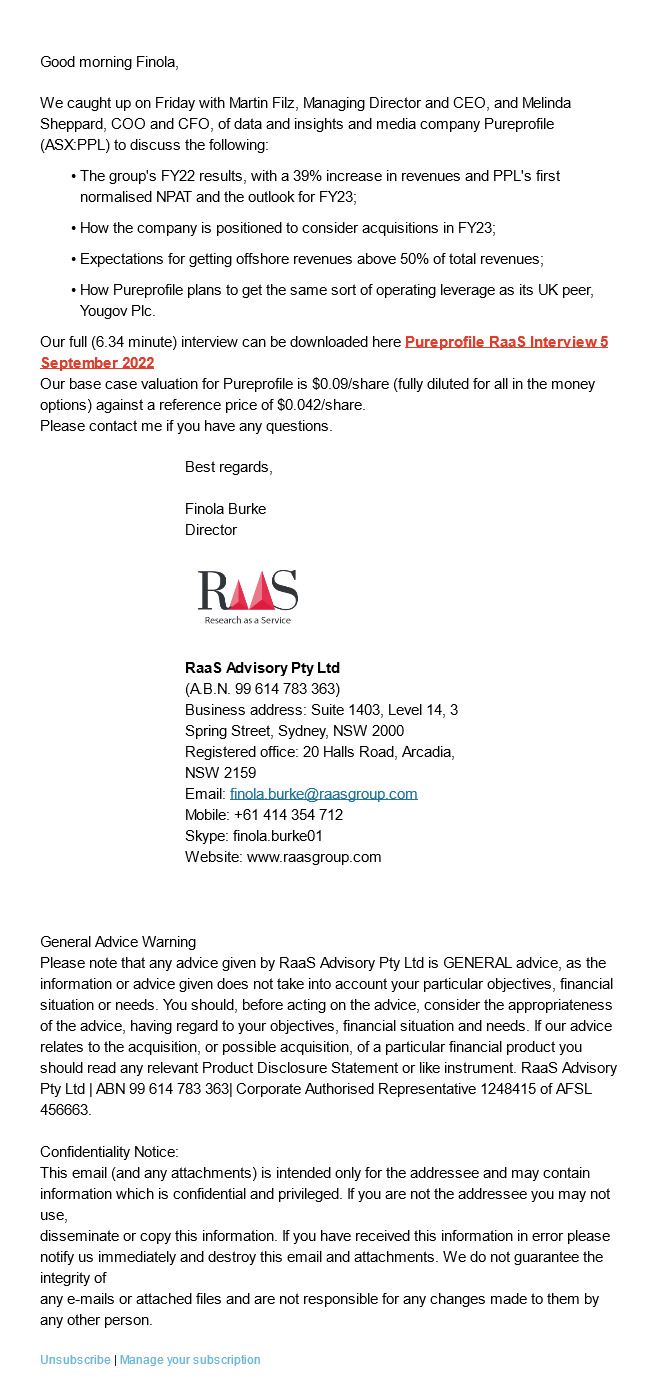 Good morning Finola,
We caught up on Friday with Martin Filz, Managing Director and CEO, and Melinda
Sheppard, COO and CFO, of data and insights and media company Pureprofile
(ASX:PPL) to discuss the following:
• The group's FY22 results, with a 39% increase in revenues and PPL's first
normalised NPAT and the outlook for FY23;
• How the company is positioned to consider acquisitions in FY23;
• Expectations for getting offshore revenues above 50% of total revenues;
• How Pureprofile plans to get the same sort of operating leverage as its UK peer,
Yougov Plc.
Our full (6.34 minute) interview can be downloaded here Pureprofile RaaS Interview 5
September 2022
Our base case valuation for Pureprofile is $0.09/share (fully diluted for all in the money
options) against a reference price of $0.042/share.
Please contact me if you have any questions.
Best regards,
Finola Burke
Director
RAAS
Research as a Service
RaaS Advisory Pty Ltd
(A.B.N. 99 614 783 363)
Business address: Suite 1403, Level 14, 3
Spring Street, Sydney, NSW 2000
Registered office: 20 Halls Road, Arcadia,
NSW 2159
Email: finola.burke@raasgroup.com
Mobile: +61 414 354 712
Skype: finola.burke01
Website: www.raasgroup.com
General Advice Warning
Please note that any advice given by RaaS Advisory Pty Ltd is GENERAL advice, as the
information or advice given does not take into account your particular objectives, financial
situation or needs. You should, before acting on the advice, consider the appropriateness
of the advice, having regard to your objectives, financial situation and needs. If our advice
relates to the acquisition, or possible acquisition, of a particular financial product you
should read any relevant Product Disclosure Statement or like instrument. RaaS Advisory
Pty Ltd | ABN 99 614 783 363| Corporate Authorised Representative 1248415 of AFSL
456663.
Confidentiality Notice:
This email (and any attachments) is intended only for the addressee and may contain
information which is confidential and privileged. If you are not the addressee you may not
use,
disseminate or copy this information. If you have received this information in error please
notify us immediately and destroy this email and attachments. We do not guarantee the
integrity of
any e-mails or attached files and are not responsible for any changes made to them by
any other person.
Unsubscribe | Manage your subscription